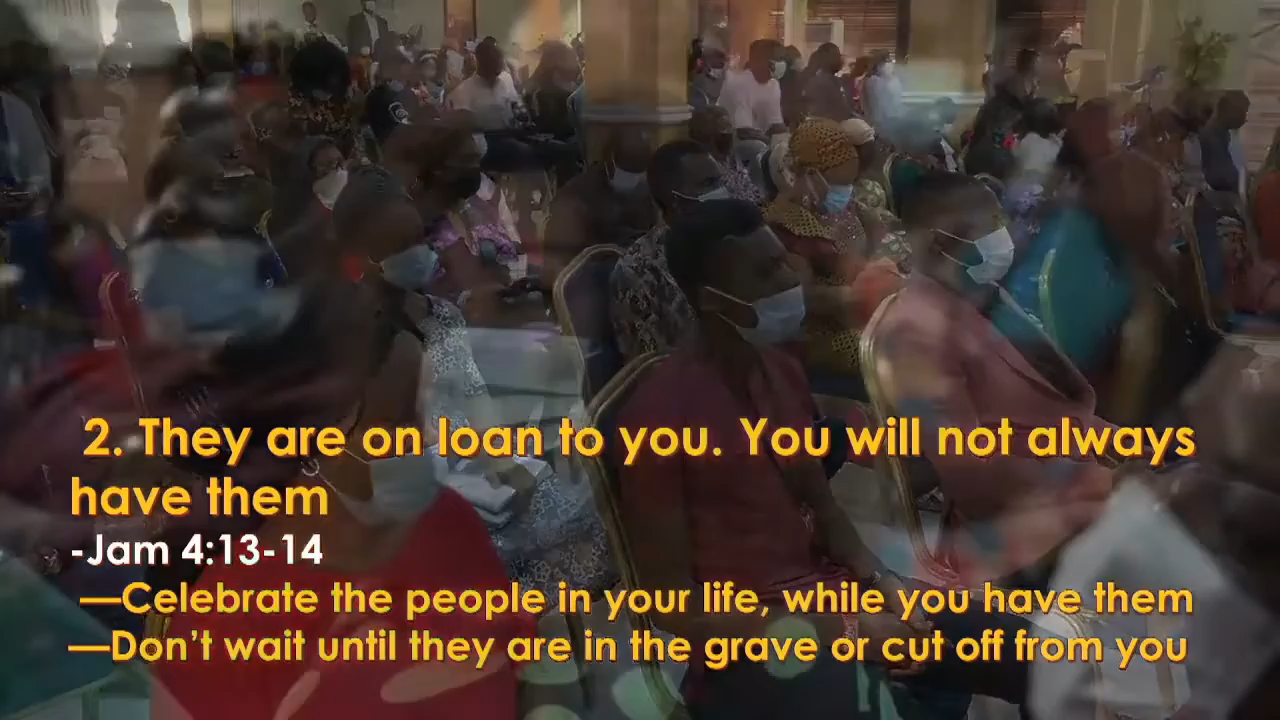 2. They are on loan to you. You will not always
have them
-Jam 4:13-14
—Celebrate the people in your life, while you have them
—Don’t wait until they are in the grave or cut off from you